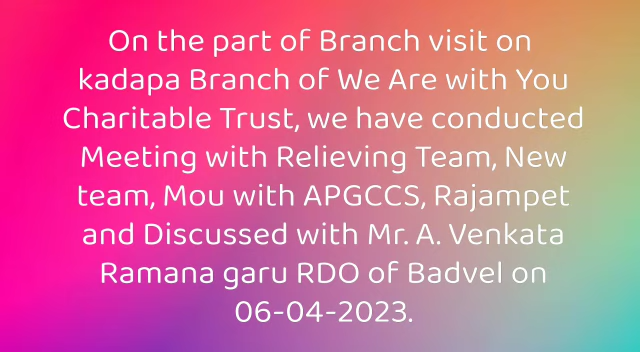 On the part of Branch visit on
kadapa Branch of We Are with You
Charitable Trust, we have conducted
Meeting with Relieving Team, New
team, Mou with APGCCS, Rajampet
and Discussed with Mr. A. Venkata
Ramana garu RDO of Badvel on
06-04-2023.